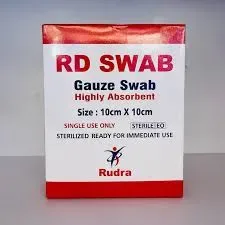 RD SWAB
Gauze Swab
Highly Absorbent
Size : 10cm X 10cm
SINGLE USE ONLY STERILE EO
STERILIZED READY FOR IMMEDIATE USE
Rudra